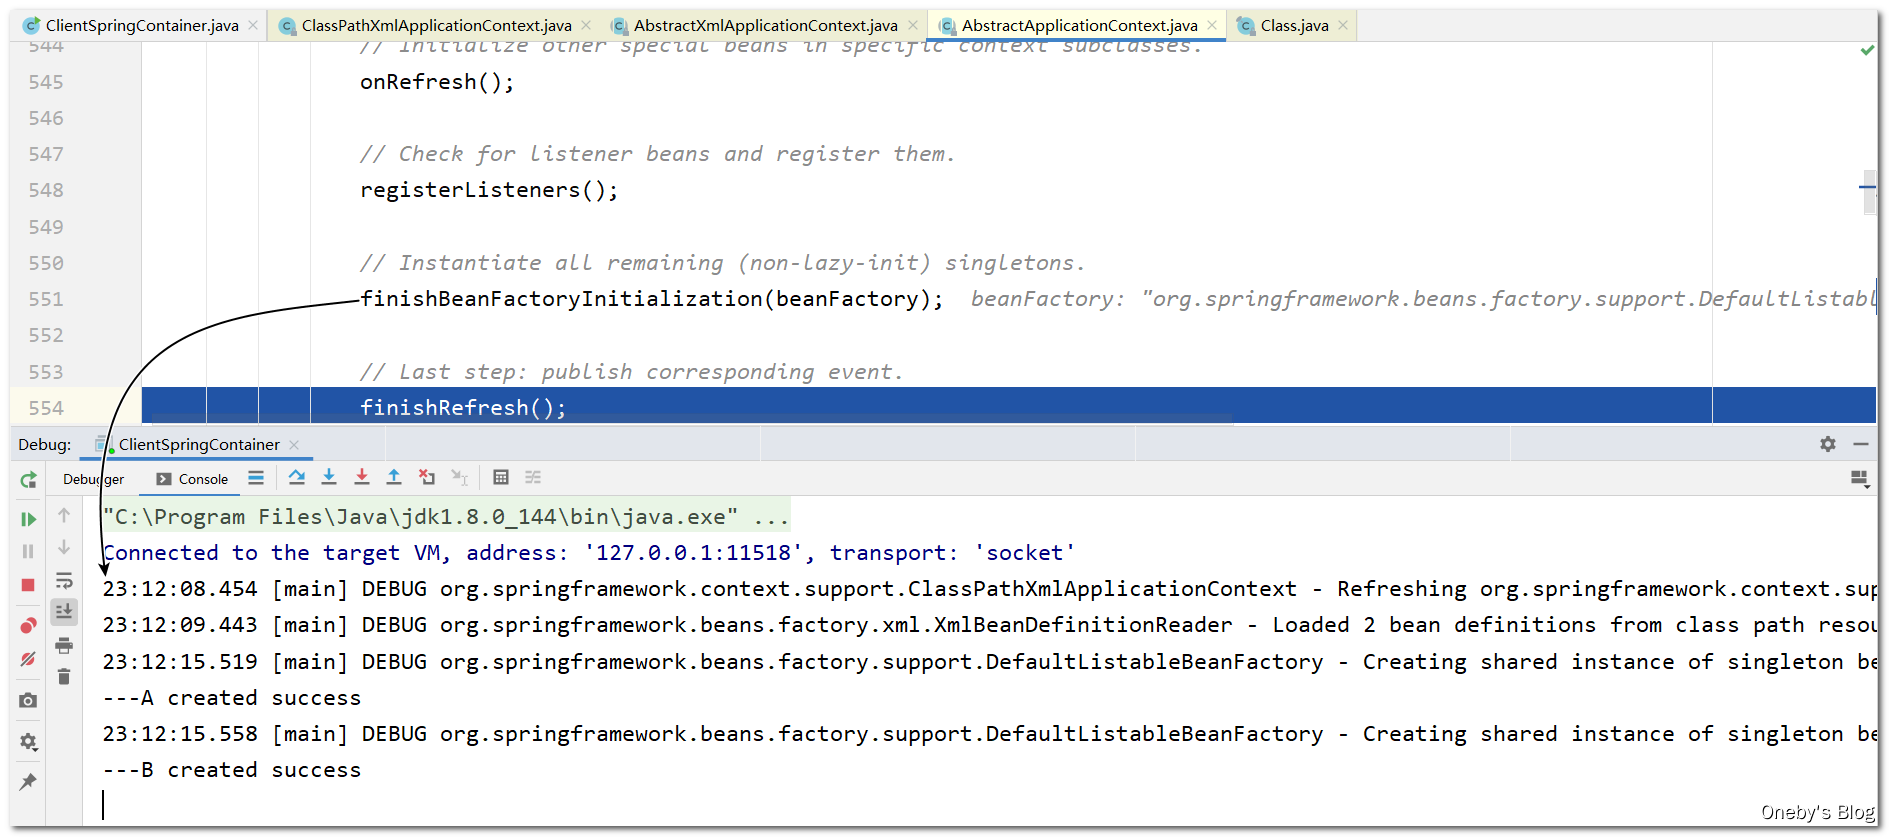 ClientSpringContainer.java ClassPathXmlApplicationContext.java AbstractXmlApplicationContext.java AbstractApplicationContext.java Class.java
544 // Initialize other special beans in specific context subclasses.
545 onRefresh();
546
547 // Check for listener beans and register them.
548 registerListeners();
549
550 // Instantiate all remaining (non-lazy-init) singletons.
551 finishBeanFactoryInitialization(beanFactory); beanFactory: "org.springframework.beans.factory.support.DefaultListabl
552
553 // Last step: publish corresponding event.
554 finishRefresh();
Debug: ClientSpringContainer
Debugger Console
"C:\Program Files\Java\jdk1.8.0_144\bin\java.exe" ...
Connected to the target VM, address: '127.0.0.1:11518', transport: 'socket'
23:12:08.454 [main] DEBUG org.springframework.context.support.ClassPathXmlApplicationContext - Refreshing org.springframework.context.sup
23:12:09.443 [main] DEBUG org.springframework.beans.factory.xml.XmlBeanDefinitionReader - Loaded 2 bean definitions from class path resou
23:12:15.519 [main] DEBUG org.springframework.beans.factory.support.DefaultListableBeanFactory - Creating shared instance of singleton be
---A created success
23:12:15.558 [main] DEBUG org.springframework.beans.factory.support.DefaultListableBeanFactory - Creating shared instance of singleton be
---B created success
Oneby's Blog